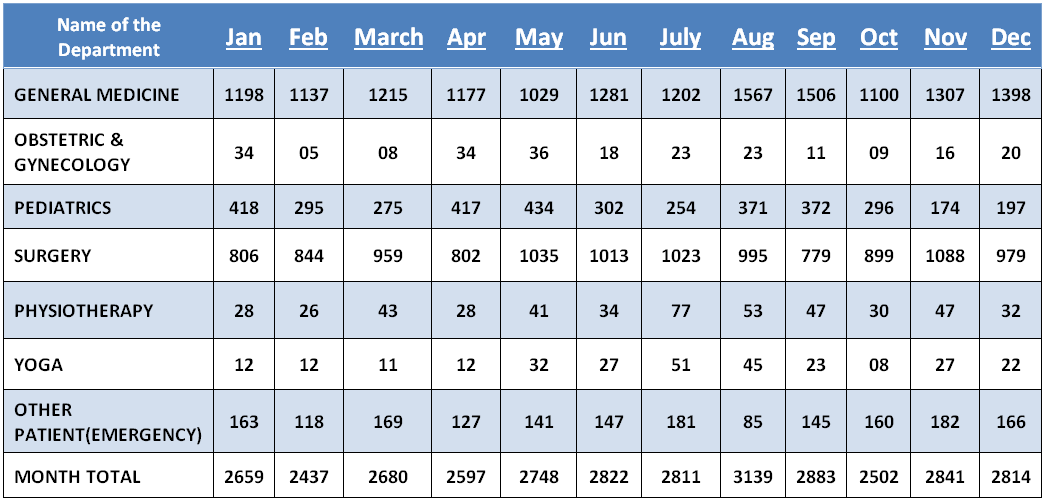 Name of the
Department Jan Feb March Apr May Jun July Aug Sep Oct Nov Dec
GENERAL MEDICINE 1198 1137 1215 1177 1029 1281 1202 1567 1506 1100 1307 1398
OBSTETRIC &
GYNECOLOGY 34 05 08 34 36 18 23 23 11 09 16 20
PEDIATRICS 418 295 275 417 434 302 254 371 372 296 174 197
SURGERY 806 844 959 802 1035 1013 1023 995 779 899 1088 979
PHYSIOTHERAPY 28 26 43 28 41 34 77 53 47 30 47 32
YOGA 12 12 11 12 32 27 51 45 23 08 27 22
OTHER
PATIENT(EMERGENCY) 163 118 169 127 141 147 181 85 145 160 182 166
MONTH TOTAL 2659 2437 2680 2597 2748 2822 2811 3139 2883 2502 2841 2814